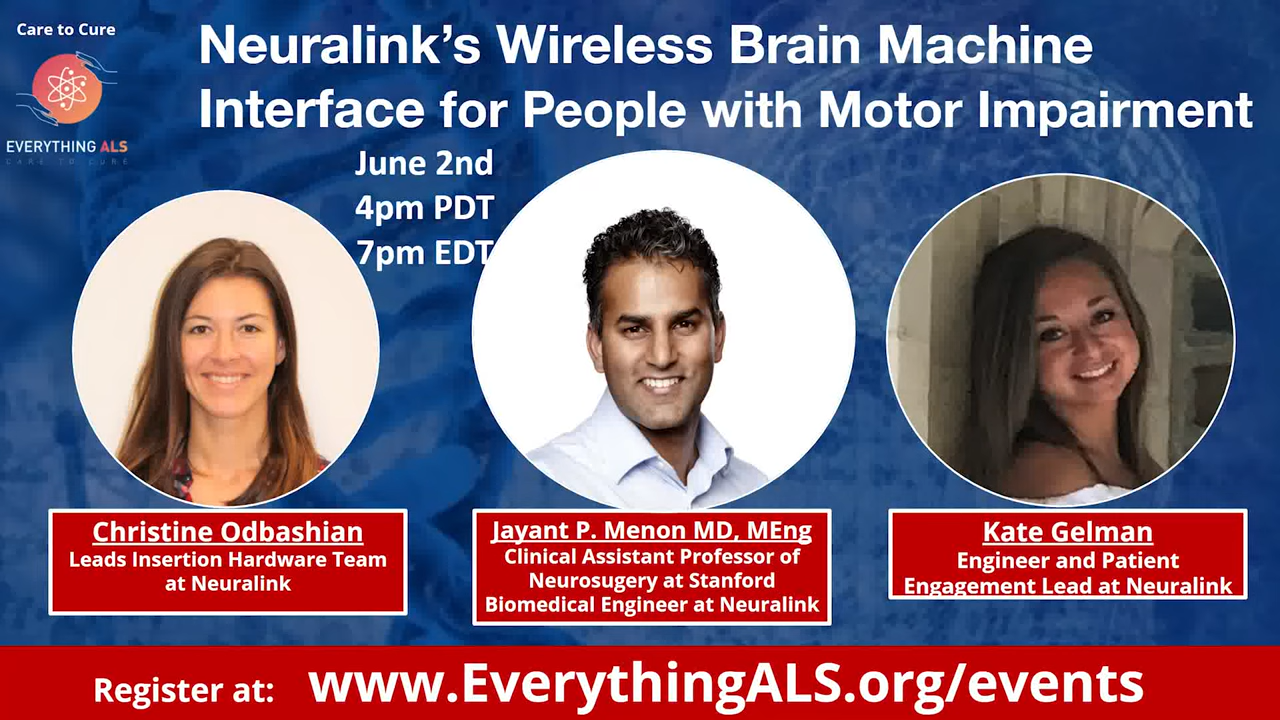 Care to Cure
EVERYTHING ALS
CARE TO CURE
Neuralink’s Wireless Brain Machine
Interface for People with Motor Impairment
June 2nd
4pm PDT
7pm EDT
Christine Odbashian
Leads Insertion Hardware Team
at Neuralink
Jayant P. Menon MD, MEng
Clinical Assistant Professor of
Neurosugery at Stanford
Biomedical Engineer at Neuralink
Kate Gelman
Engineer and Patient
Engagement Lead at Neuralink
Register at: www.EverythingALS.org/events